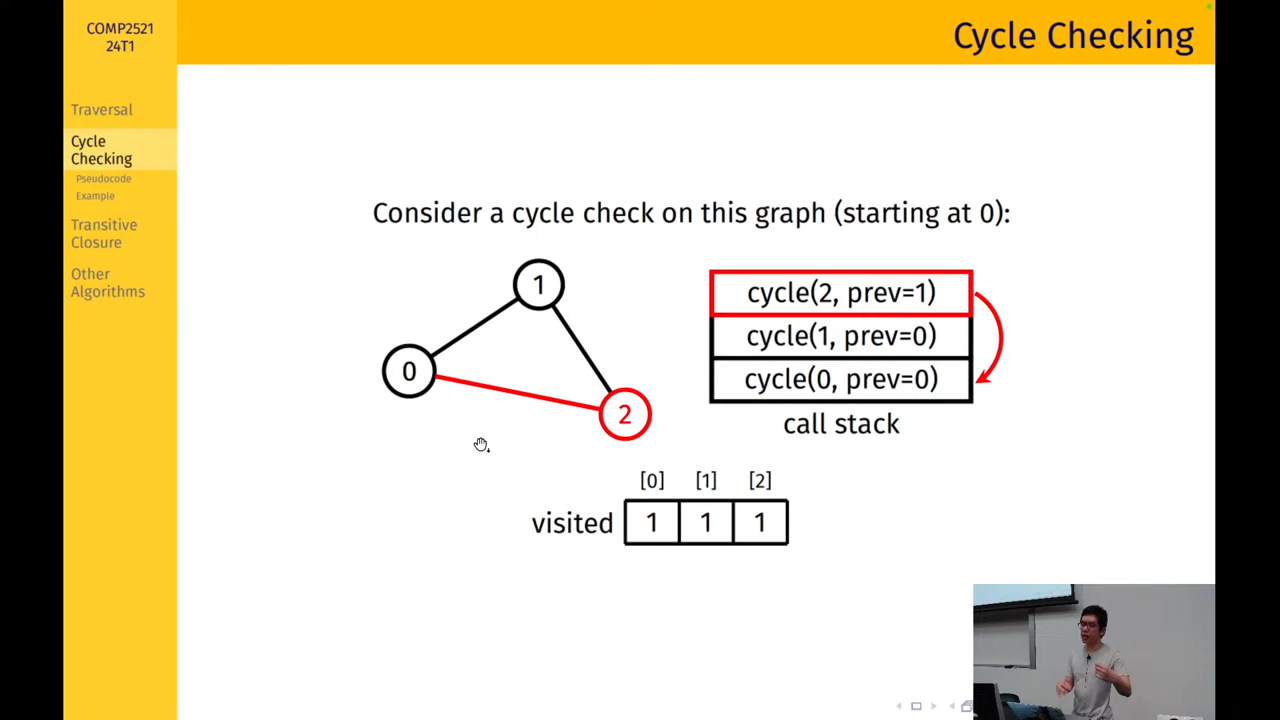 COMP2521
24T1
Cycle Checking
Traversal
Cycle
Checking
Pseudocode
Example
Transitive
Closure
Other
Algorithms
Consider a cycle check on this graph (starting at 0):
1
0
2
cycle(2, prev=1)
cycle(1, prev=0)
cycle(0, prev=0)
call stack
[0] [1] [2]
visited 1 1 1